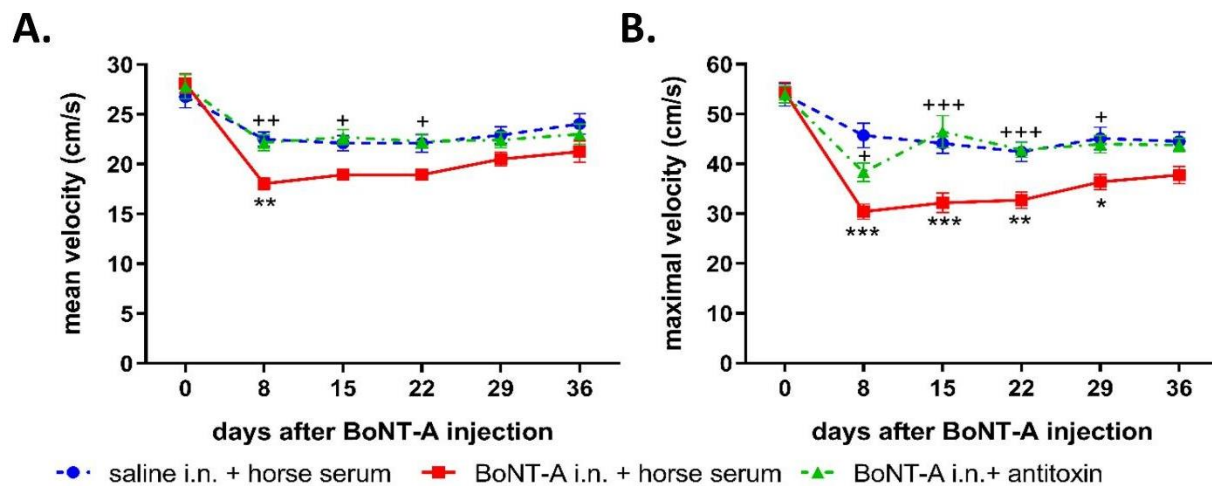 A.
B.
30
25
20
15
10
5
0
mean velocity (cm/s)
++
+
+
**
0 8 15 22 29 36
days after BoNT-A injection
60
50
40
30
20
10
0
maximal velocity (cm/s)
+
+++
+++
+
***
***
**
*
0 8 15 22 29 36
days after BoNT-A injection
saline i.n. + horse serum BoNT-A i.n. + horse serum BoNT-A i.n.+ antitoxin